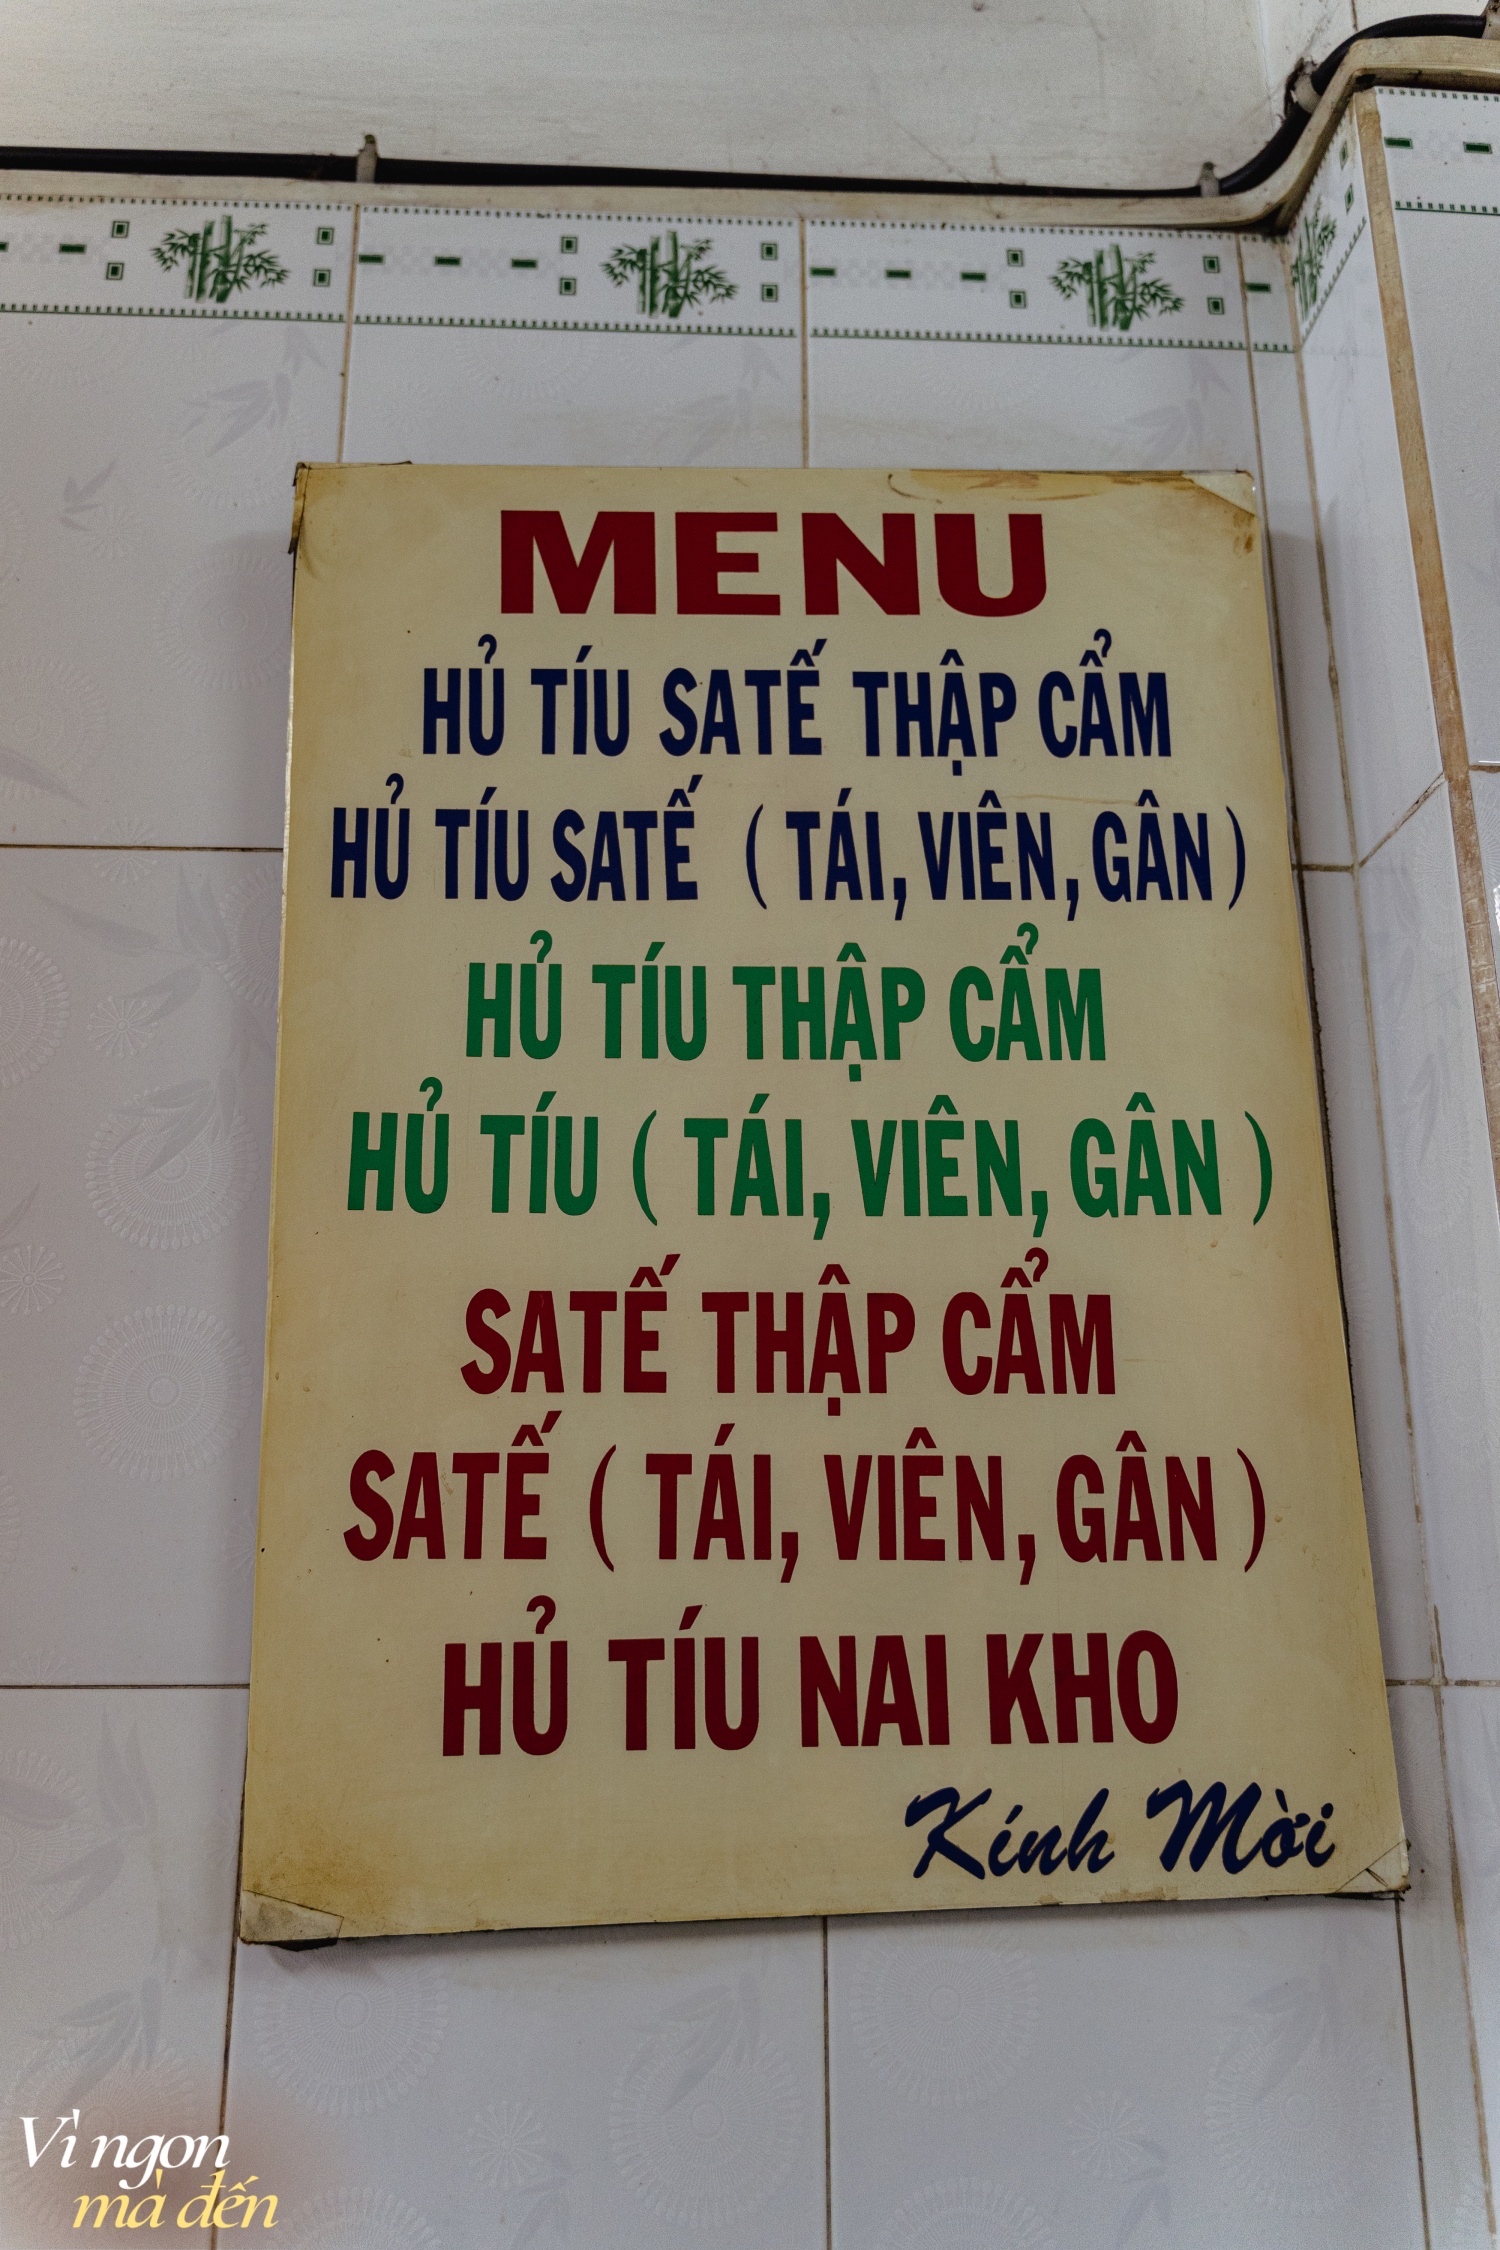 MENU
HỦ TÍU SATẾ THẬP CẨM
HỦ TÍU SATẾ ( TÁI, VIÊN, GÂN )
HỦ TÍU THẬP CẨM
HỦ TÍU ( TÁI, VIÊN, GÂN )
SATẾ THẬP CẨM
SATẾ ( TÁI, VIÊN, GÂN )
HỦ TÍU NAI KHO
Kính Mời
Vì ngon
mà đến